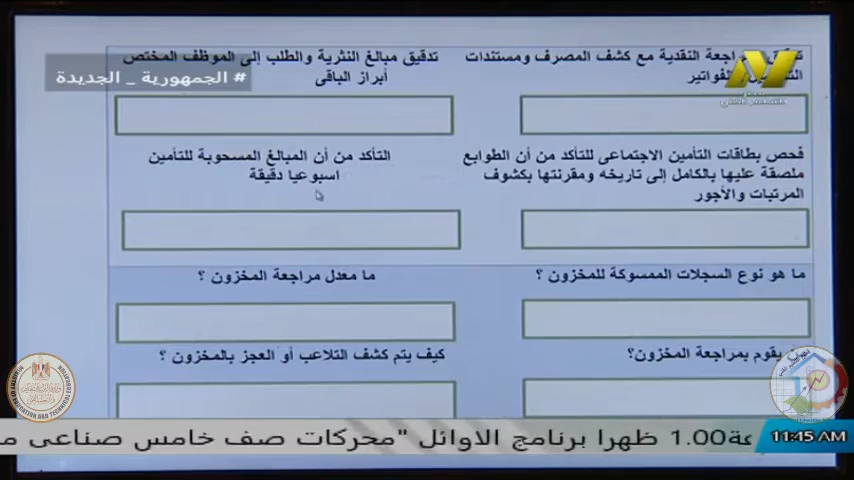 راجعة النقدية مع كشف المصرف ومستندات
الفواتير
تدقيق مبالغ النثرية والطلب إلى الموظف المختص
أبراز الباقى
# الجمهورية _ الجديدة
فحص بطاقات التأمين الاجتماعى للتأكد من أن الطوابع
ملصقة عليها بالكامل إلى تاريخه ومقرنتها بكشوف
المرتبات والأجور
التأكد من أن المبالغ المسحوبة للتأمين
اسبوعيا دقيقة
ما هو نوع السجلات الممسوكة للمخزون ؟
ما معدل مراجعة المخزون ؟
يقوم بمراجعة المخزون؟
كيف يتم كشف التلاعب أو العجز بالمخزون ؟
1.00 ظهرا برنامج الاوائل "محركات صف خامس صناعى
11:45 AM